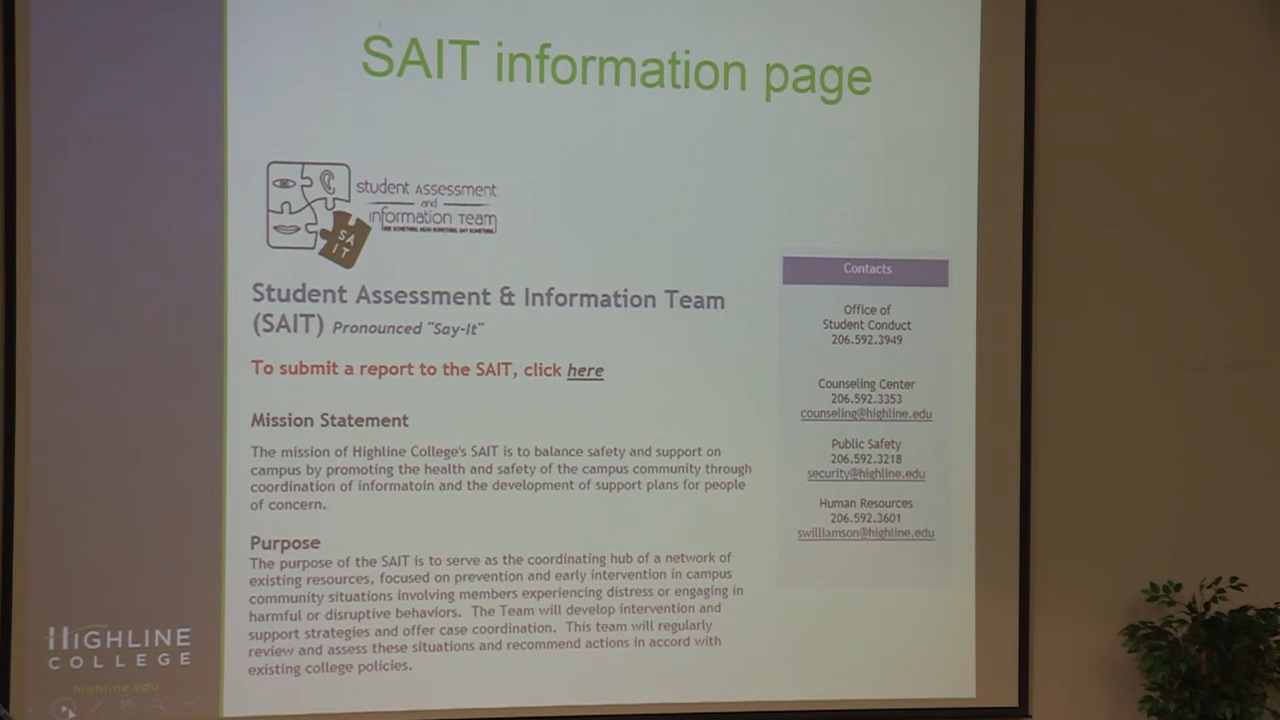 SAIT information page
Student Assessment
and
Information Team
SEE SOMETHING, HEAR SOMETHING, SAY SOMETHING.
SA
IT
Student Assessment & Information Team
(SAIT) Pronounced "Say-It"
To submit a report to the SAIT, click here
Mission Statement
The mission of Highline College's SAIT is to balance safety and support on
campus by promoting the health and safety of the campus community through
coordination of informatoin and the development of support plans for people
of concern.
Purpose
The purpose of the SAIT is to serve as the coordinating hub of a network of
existing resources, focused on prevention and early intervention in campus
community situations involving members experiencing distress or engaging in
harmful or disruptive behaviors. The Team will develop intervention and
support strategies and offer case coordination. This team will regularly
review and assess these situations and recommend actions in accord with
existing college policies.
Contacts
Office of
Student Conduct
206.592.3949
Counseling Center
206.592.3353
counseling@highline.edu
Public Safety
206.592.3218
security@highline.edu
Human Resources
206.592.3601
swilliamson@highline.edu
HIGHLINE
COLLEGE
highline.edu